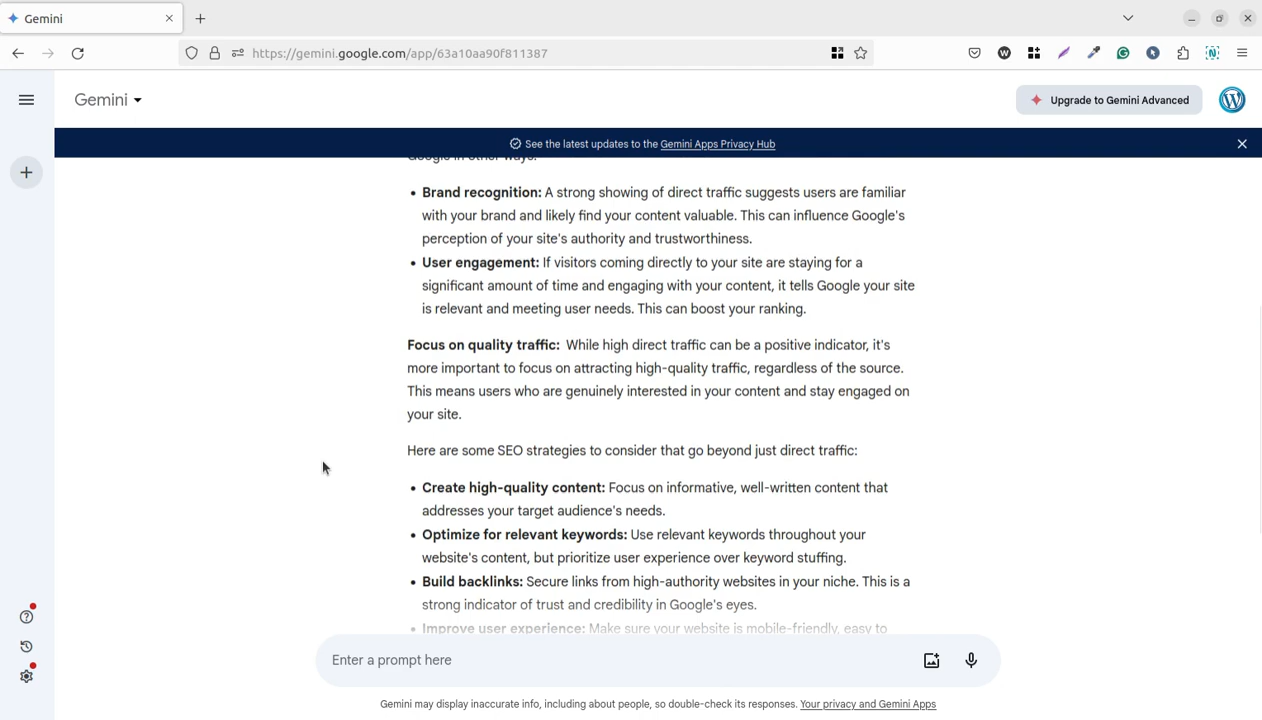 Gemini
https://gemini.google.com/app/63a10aa90f811387
Gemini
Upgrade to Gemini Advanced
See the latest updates to the Gemini Apps Privacy Hub
Google in other ways.
• Brand recognition: A strong showing of direct traffic suggests users are familiar
with your brand and likely find your content valuable. This can influence Google's
perception of your site's authority and trustworthiness.
• User engagement: If visitors coming directly to your site are staying for a
significant amount of time and engaging with your content, it tells Google your site
is relevant and meeting user needs. This can boost your ranking.
Focus on quality traffic: While high direct traffic can be a positive indicator, it's
more important to focus on attracting high-quality traffic, regardless of the source.
This means users who are genuinely interested in your content and stay engaged on
your site.
Here are some SEO strategies to consider that go beyond just direct traffic:
• Create high-quality content: Focus on informative, well-written content that
addresses your target audience's needs.
• Optimize for relevant keywords: Use relevant keywords throughout your
website's content, but prioritize user experience over keyword stuffing.
• Build backlinks: Secure links from high-authority websites in your niche. This is a
strong indicator of trust and credibility in Google's eyes.
• Improve user experience: Make sure your website is mobile-friendly, easy to
Enter a prompt here
Gemini may display inaccurate info, including about people, so double-check its responses. Your privacy and Gemini Apps